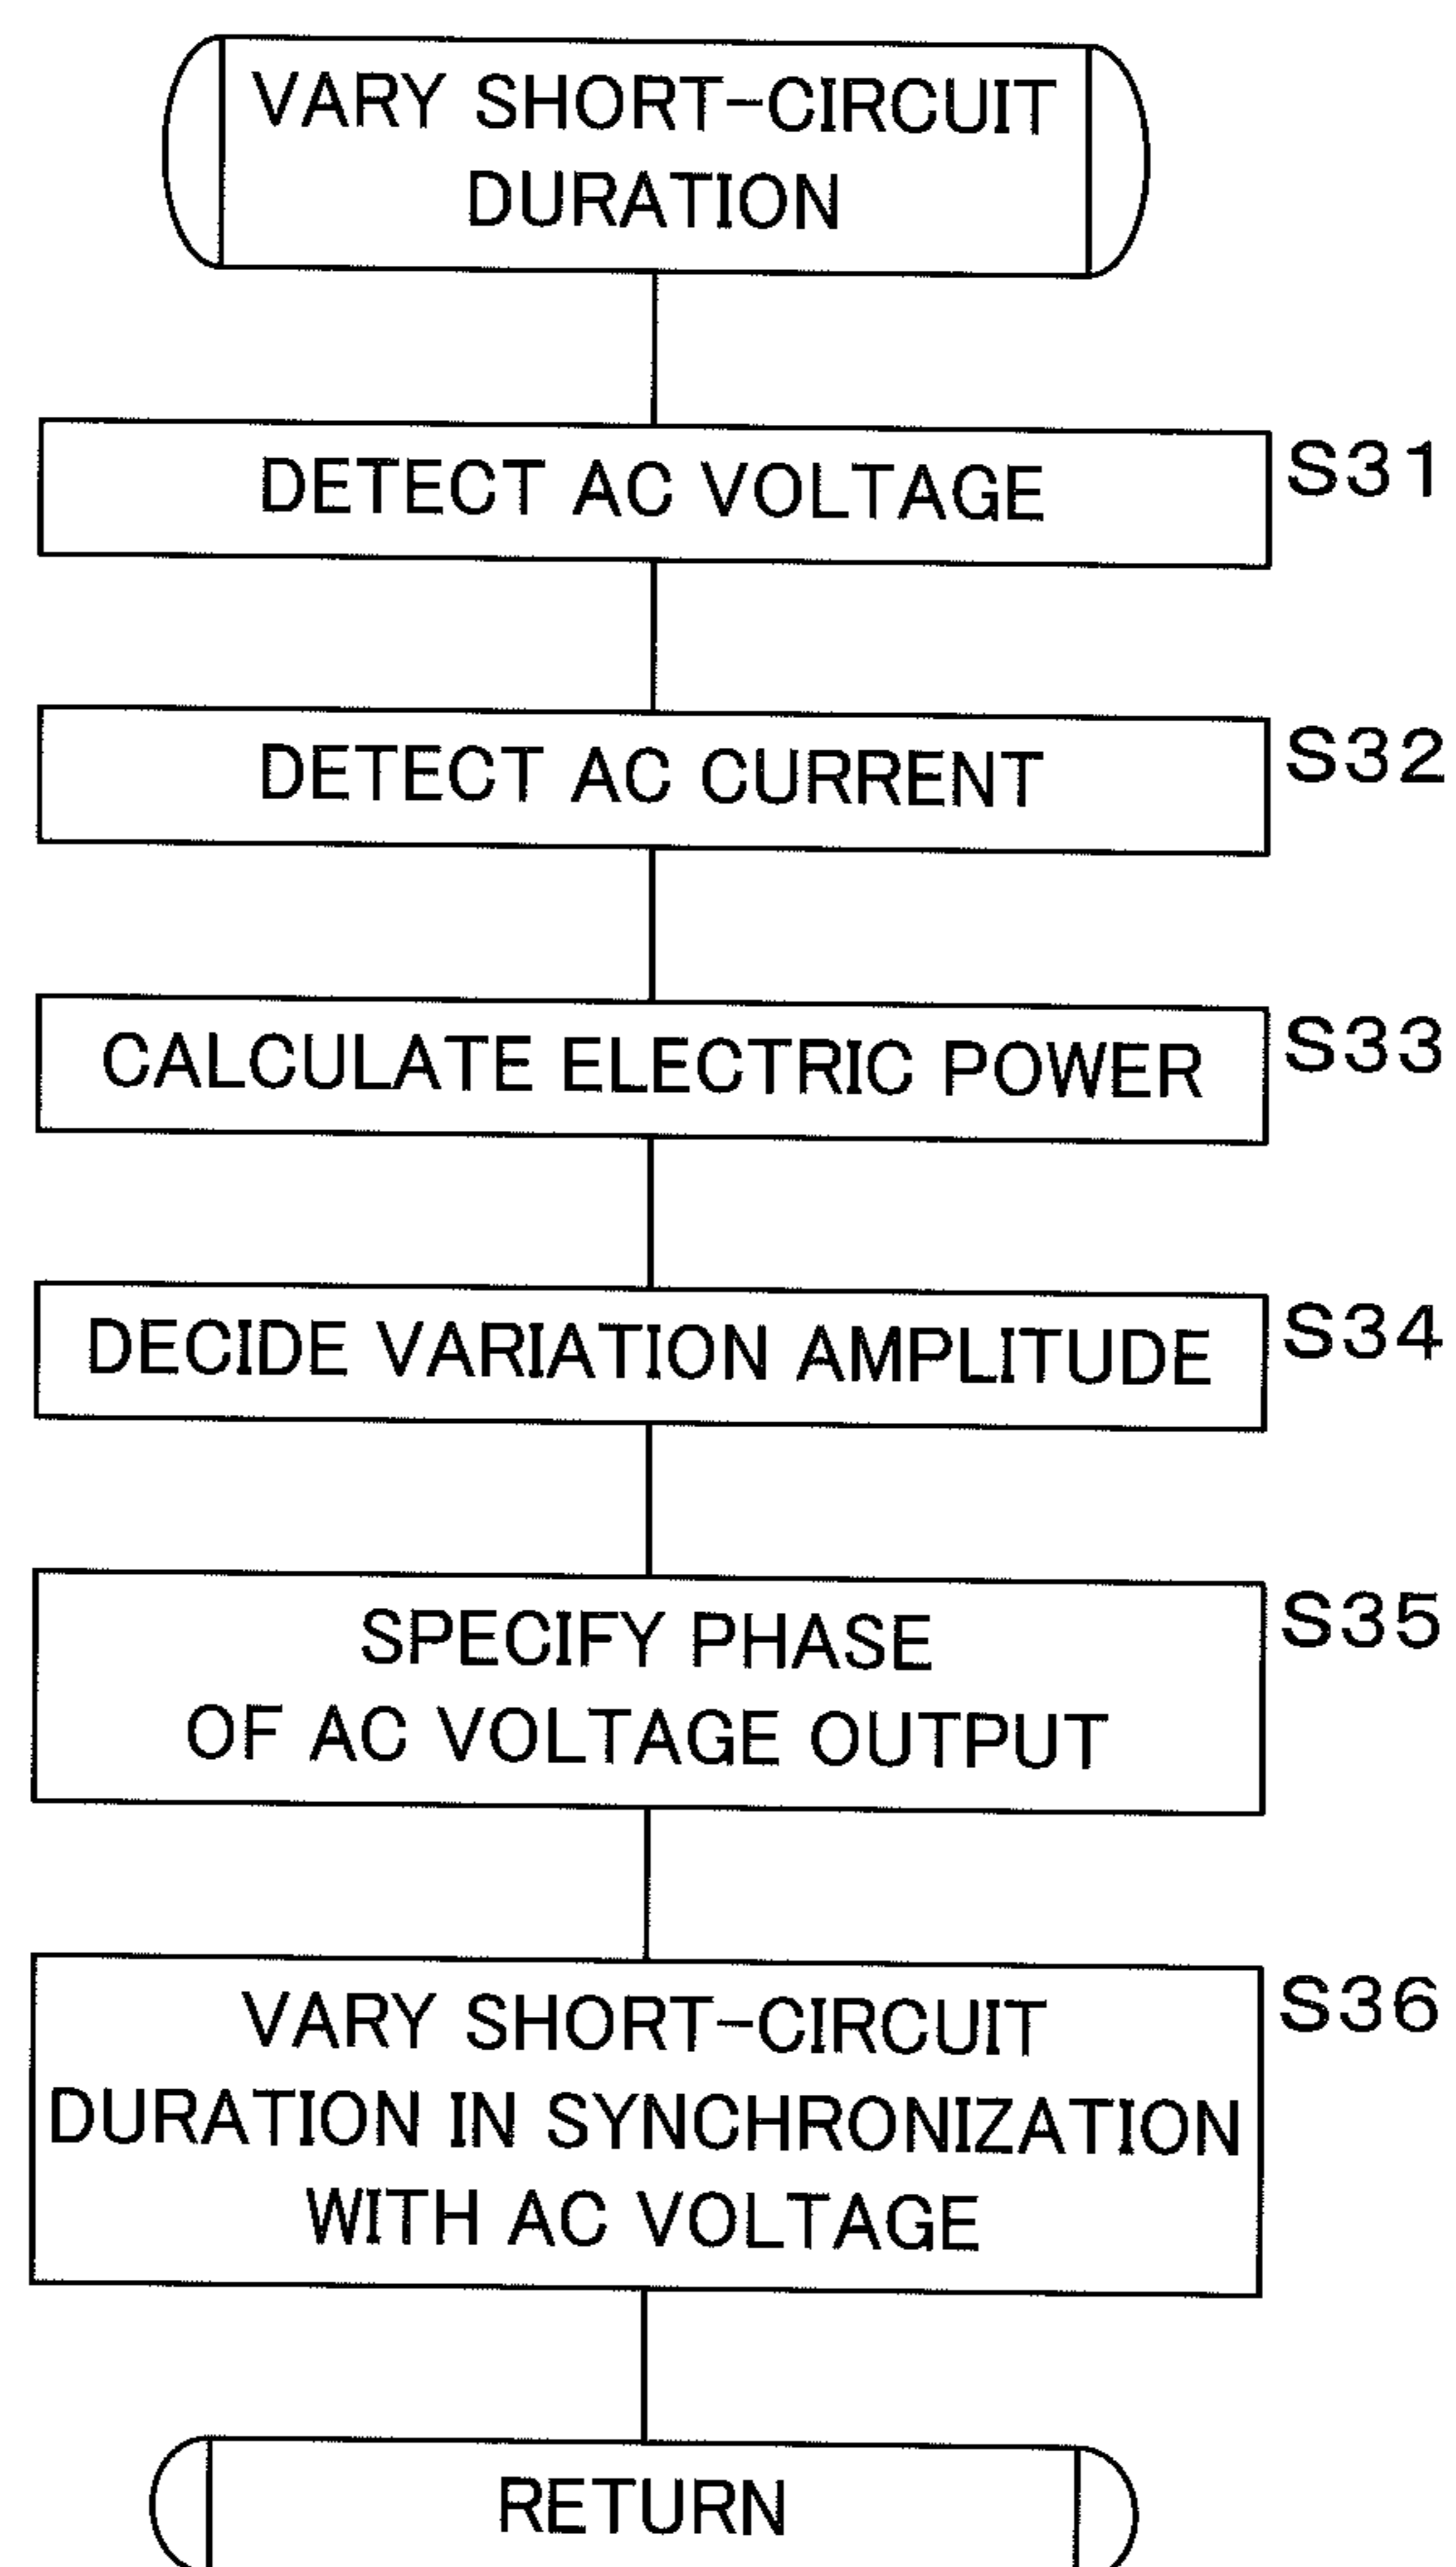 VARY SHORT-CIRCUIT
DURATION
DETECT AC VOLTAGE
S31
DETECT AC CURRENT
S32
CALCULATE ELECTRIC POWER
S33
DECIDE VARIATION AMPLITUDE
S34
SPECIFY PHASE
OF AC VOLTAGE OUTPUT
S35
VARY SHORT-CIRCUIT
DURATION IN SYNCHRONIZATION
WITH AC VOLTAGE
S36
RETURN